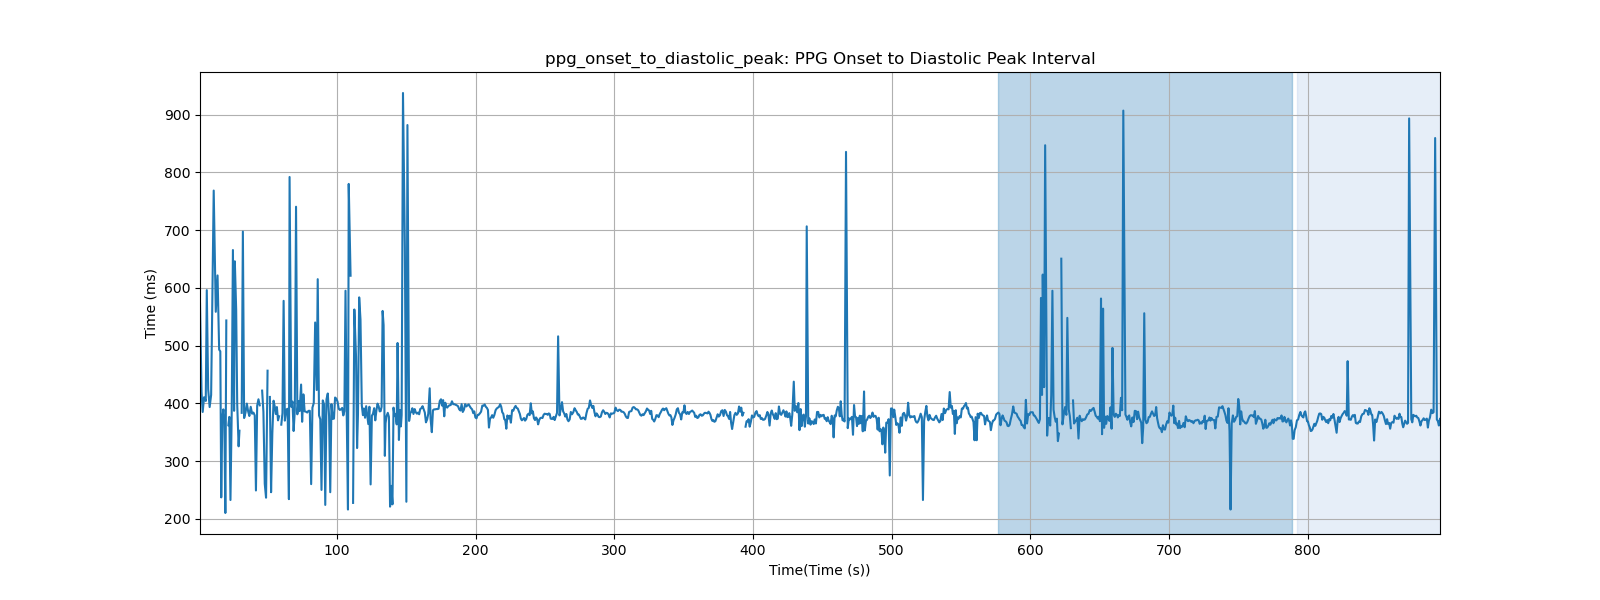 ppg_onset_to_diastolic_peak: PPG Onset to Diastolic Peak Interval
Time (ms)
900
800
700
600
500
400
300
200
100 200 300 400 500 600 700 800
Time(Time (s))